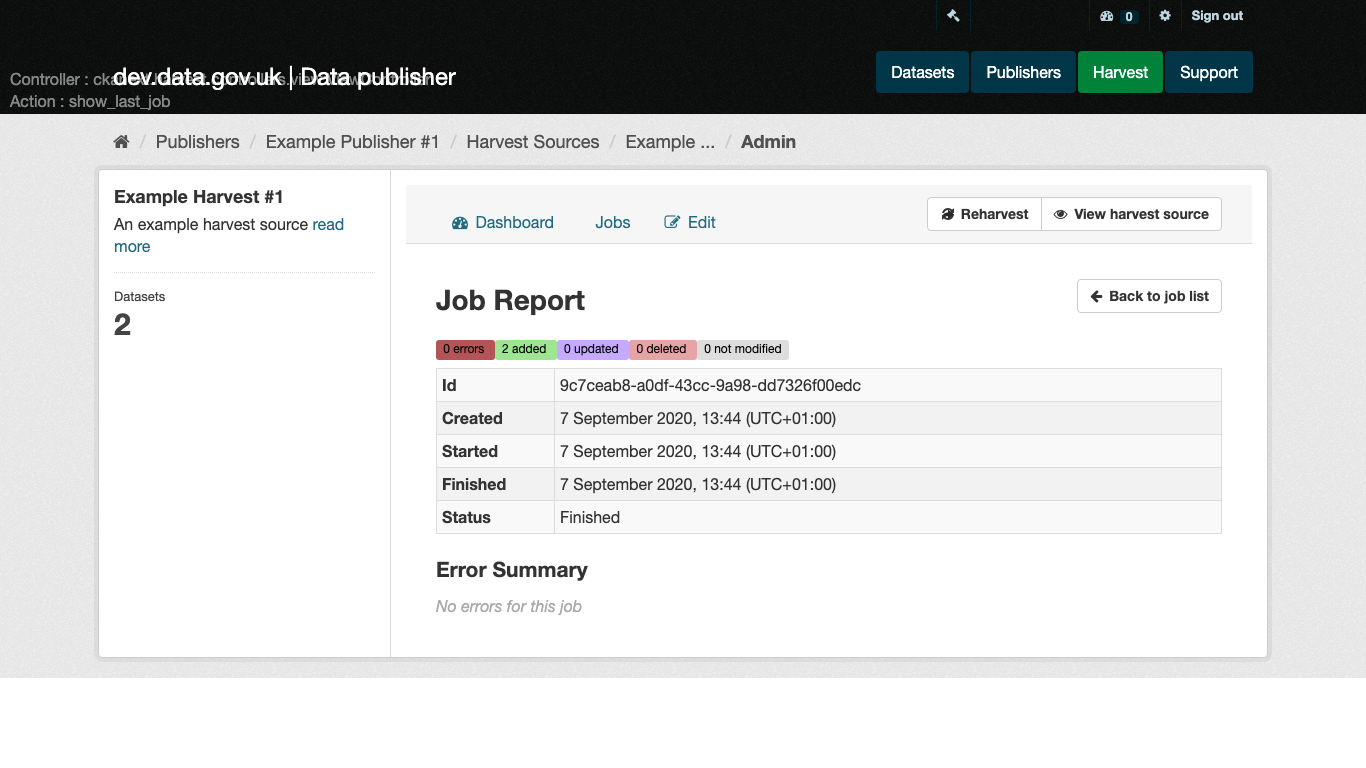 0 Sign out
dev.data.gov.uk | Data publisher
Datasets Publishers Harvest Support
Controller :
Action : show_last_job
/ Publishers / Example Publisher #1 / Harvest Sources / Example ... / Admin
Example Harvest #1
An example harvest source read
more
Datasets
2
Dashboard Jobs Edit
Reharvest View harvest source
Job Report
Back to job list
0 errors 2 added 0 updated 0 deleted 0 not modified
Id 9c7ceab8-a0df-43cc-9a98-dd7326f00edc
Created 7 September 2020, 13:44 (UTC+01:00)
Started 7 September 2020, 13:44 (UTC+01:00)
Finished 7 September 2020, 13:44 (UTC+01:00)
Status Finished
Error Summary
No errors for this job